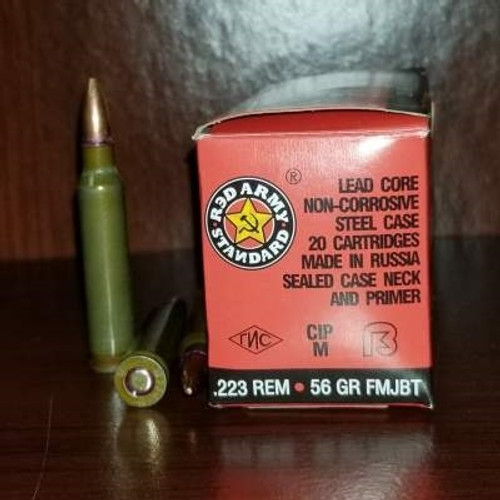 RED ARMY
STANDARD
®
LEAD CORE
NON-CORROSIVE
STEEL CASE
20 CARTRIDGES
MADE IN RUSSIA
SEALED CASE NECK
AND PRIMER
ГИС
CIP
M
.223 REM • 56 GR FMJBT